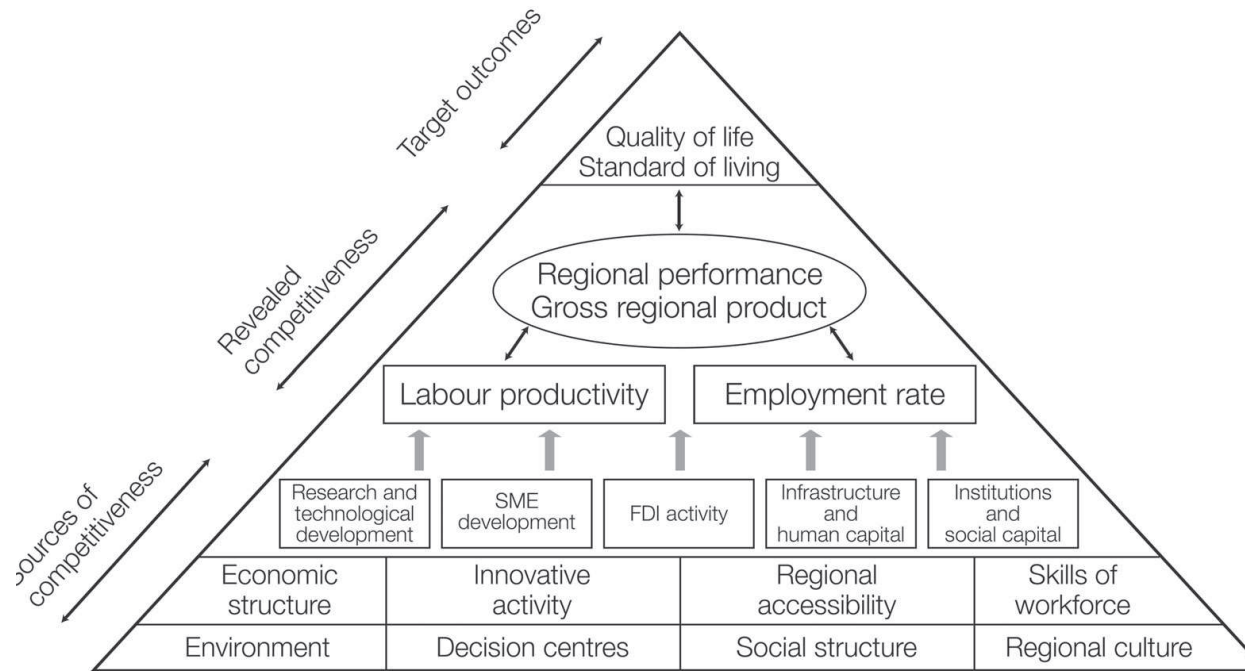 Target outcomes
Quality of life
Standard of living
Revealed
competitiveness
Regional performance
Gross regional product
Labour productivity
Employment rate
Sources of
competitiveness
Research and
technological
development
SME
development
FDI activity
Infrastructure
and
human capital
Institutions
and
social capital
Economic
structure
Innovative
activity
Regional
accessibility
Skills of
workforce
Environment
Decision centres
Social structure
Regional culture